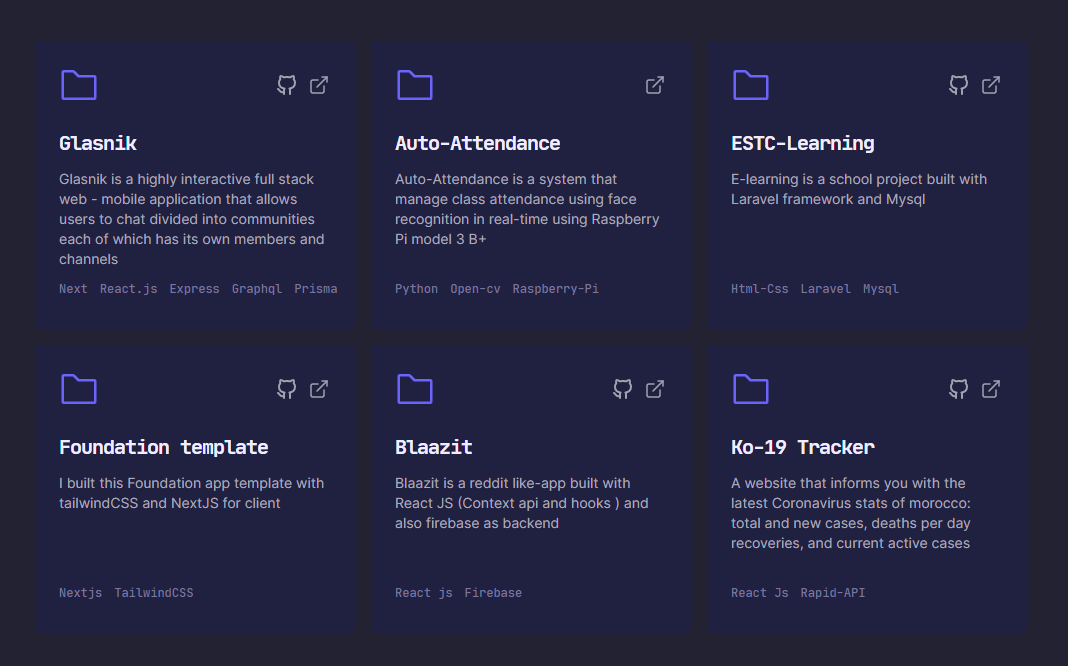 Glasnik
Glasnik is a highly interactive full stack
web - mobile application that allows
users to chat divided into communities
each of which has its own members and
channels
Next React.js Express Graphql Prisma
Auto-Attendance
Auto-Attendance is a system that
manage class attendance using face
recognition in real-time using Raspberry
Pi model 3 B+
Python Open-cv Raspberry-Pi
ESTC-Learning
E-learning is a school project built with
Laravel framework and Mysql
Html-Css Laravel Mysql
Foundation template
I built this Foundation app template with
tailwindCSS and NextJS for client
Nextjs TailwindCSS
Blaazit
Blaazit is a reddit like-app built with
React JS (Context api and hooks ) and
also firebase as backend
React js Firebase
Ko-19 Tracker
A website that informs you with the
latest Coronavirus stats of morocco:
total and new cases, deaths per day
recoveries, and current active cases
React Js Rapid-API